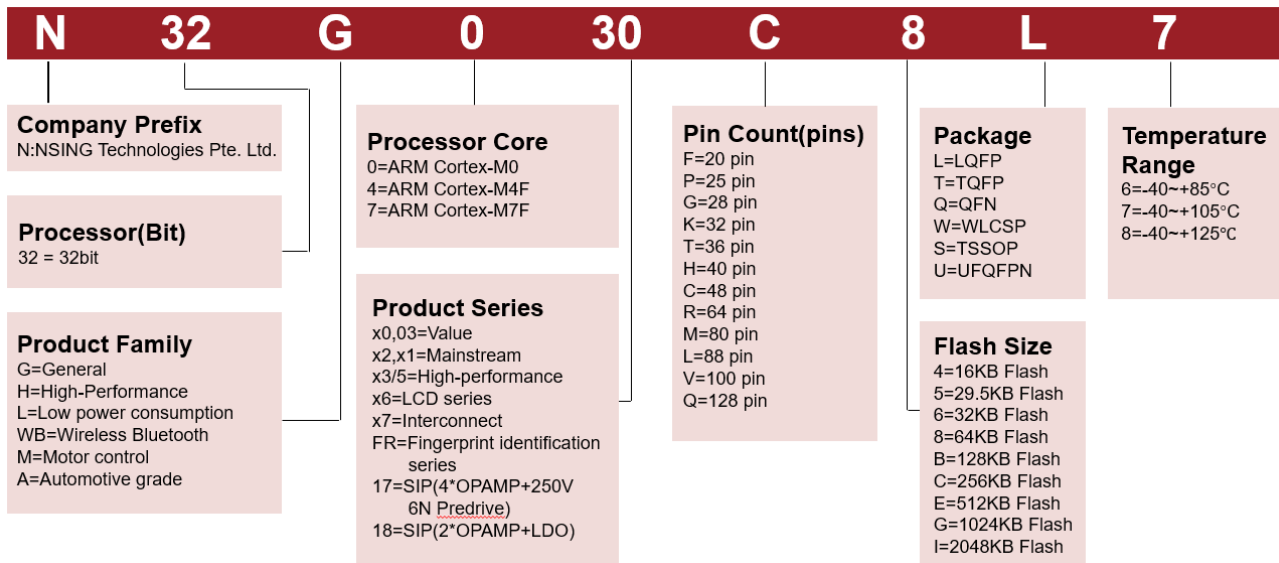 N 32 G 0 30 C 8 L 7
Company Prefix
N:NSING Technologies Pte. Ltd.
Processor(Bit)
32 = 32bit
Product Family
G=General
H=High-Performance
L=Low power consumption
WB=Wireless Bluetooth
M=Motor control
A=Automotive grade
Processor Core
0=ARM Cortex-M0
4=ARM Cortex-M4F
7=ARM Cortex-M7F
Product Series
x0,03=Value
x2,x1=Mainstream
x3/5=High-performance
x6=LCD series
x7=Interconnect
FR=Fingerprint identification
series
17=SIP(4*OPAMP+250V
6N Predrive)
18=SIP(2*OPAMP+LDO)
Pin Count(pins)
F=20 pin
P=25 pin
G=28 pin
K=32 pin
T=36 pin
H=40 pin
C=48 pin
R=64 pin
M=80 pin
L=88 pin
V=100 pin
Q=128 pin
Package
L=LQFP
T=TQFP
Q=QFN
W=WLCSP
S=TSSOP
U=UFQFPN
Flash Size
4=16KB Flash
5=29.5KB Flash
6=32KB Flash
8=64KB Flash
B=128KB Flash
C=256KB Flash
E=512KB Flash
G=1024KB Flash
I=2048KB Flash
Temperature
Range
6=-40~+85°C
7=-40~+105°C
8=-40~+125℃